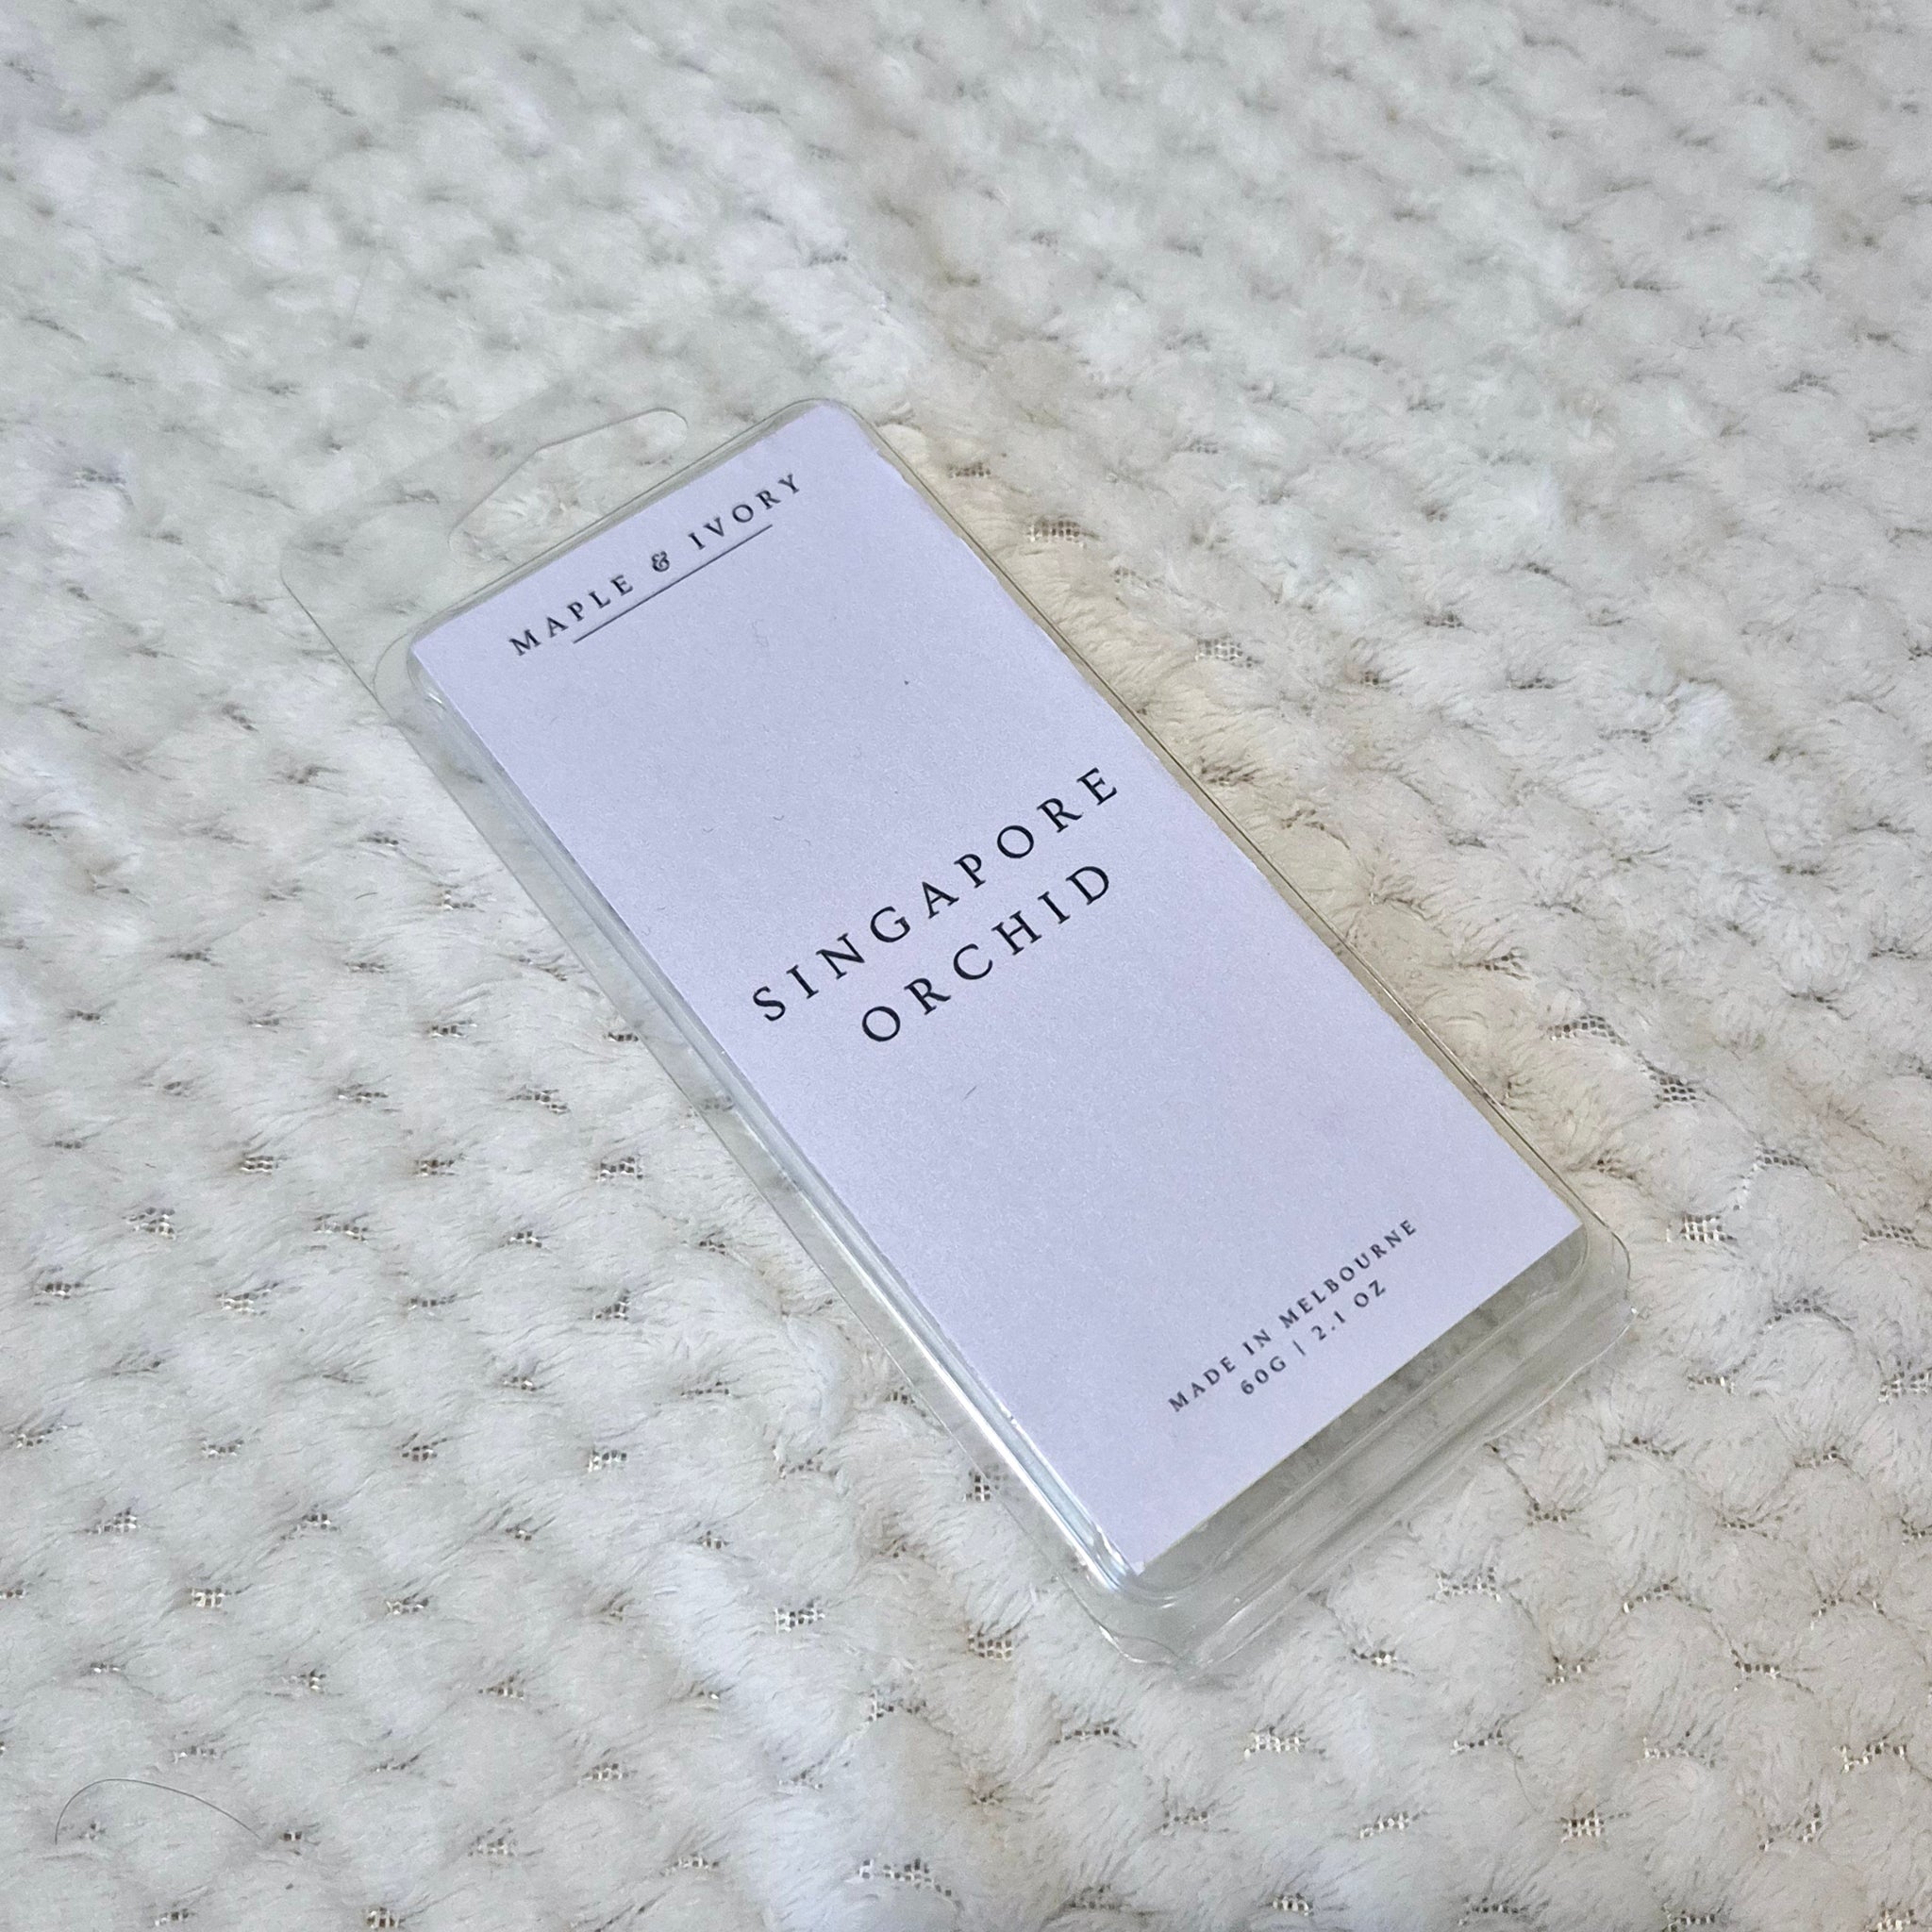 MAPLE & IVORY
SINGAPORE
ORCHID
MADE IN MELBOURNE
60G | 2.1 OZ